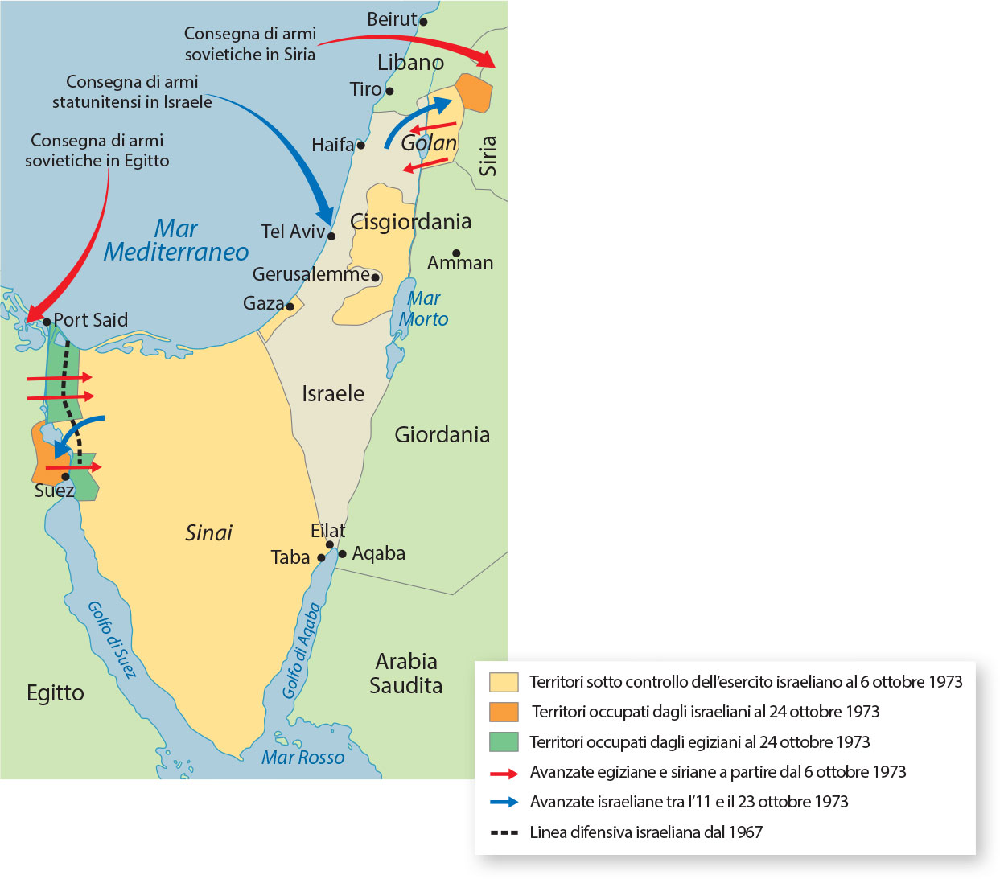 Beirut
Consegna di armi
sovietiche in Siria
Libano
Consegna di armi
statunitensi in Israele
Tiro
Consegna di armi
sovietiche in Egitto
Haifa
Golan
Siria
Mar
Mediterraneo
Tel Aviv
Cisgiordania
Amman
Gerusalemme
Gaza
Mar
Morto
Port Said
Israele
Giordania
Suez
Sinai
Eilat
Taba
Aqaba
Golfo di Suez
Golfo di Aqaba
Arabia
Saudita
Egitto
Mar Rosso
Territori sotto controllo dell'esercito israeliano al 6 ottobre 1973
Territori occupati dagli israeliani al 24 ottobre 1973
Territori occupati dagli egiziani al 24 ottobre 1973
Avanzate egiziane e siriane a partire dal 6 ottobre 1973
Avanzate israeliane tra l'11 e il 23 ottobre 1973
Linea difensiva israeliana dal 1967